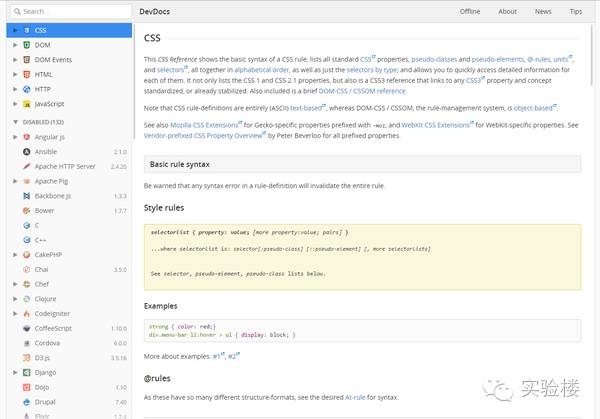 Search...
DevDocs
Offline
About
News
Tips
CSS
DOM
DOM Events
HTML
HTTP
JavaScript
DISABLED (132)
Angular.js
Ansible 2.1.0
Apache HTTP Server 2.4.20
Apache Pig
Backbone.js 1.3.3
Bower 1.7.7
C
C++
CakePHP
Chai 3.5.0
Chef
Clojure
CodeIgniter
CoffeeScript 1.10.0
Cordova 6.0.0
D3.js 3.5.16
Django
Dojo 1.10
Drupal 7.40
Elixir 1.2.4
CSS
This CSS Reference shows the basic syntax of a CSS rule; lists all standard CSS properties, pseudo-classes and pseudo-elements, @-rules, units,
and selectors, all together in alphabetical order, as well as just the selectors by type; and allows you to quickly access detailed information for
each of them. It not only lists the CSS 1 and CSS 2.1 properties, but also is a CSS3 reference that links to any CSS3 property and concept
standardized, or already stabilized. Also included is a brief DOM-CSS / CSSOM reference.
Note that CSS rule-definitions are entirely (ASCII) text-based, whereas DOM-CSS / CSSOM, the rule-management system, is object-based.
See also Mozilla CSS Extensions for Gecko-specific properties prefixed with -moz; and WebKit CSS Extensions for WebKit-specific properties. See
Vendor-prefixed CSS Property Overview by Peter Beverloo for all prefixed properties.
Basic rule syntax
Be warned that any syntax error in a rule-definition will invalidate the entire rule.
Style rules
selectorlist { property: value; [more property:value; pairs] }
...where selectorlist is: selector[:pseudo-class] [::pseudo-element] [, more selectorlists]
See selector, pseudo-element, pseudo-class lists below.
Examples
strong { color: red;}
div.menu-bar li:hover > ul { display: block; }
More about examples: #1, #2
@rules
As these have so many different structure-formats, see the desired At-rule for syntax.
实验楼